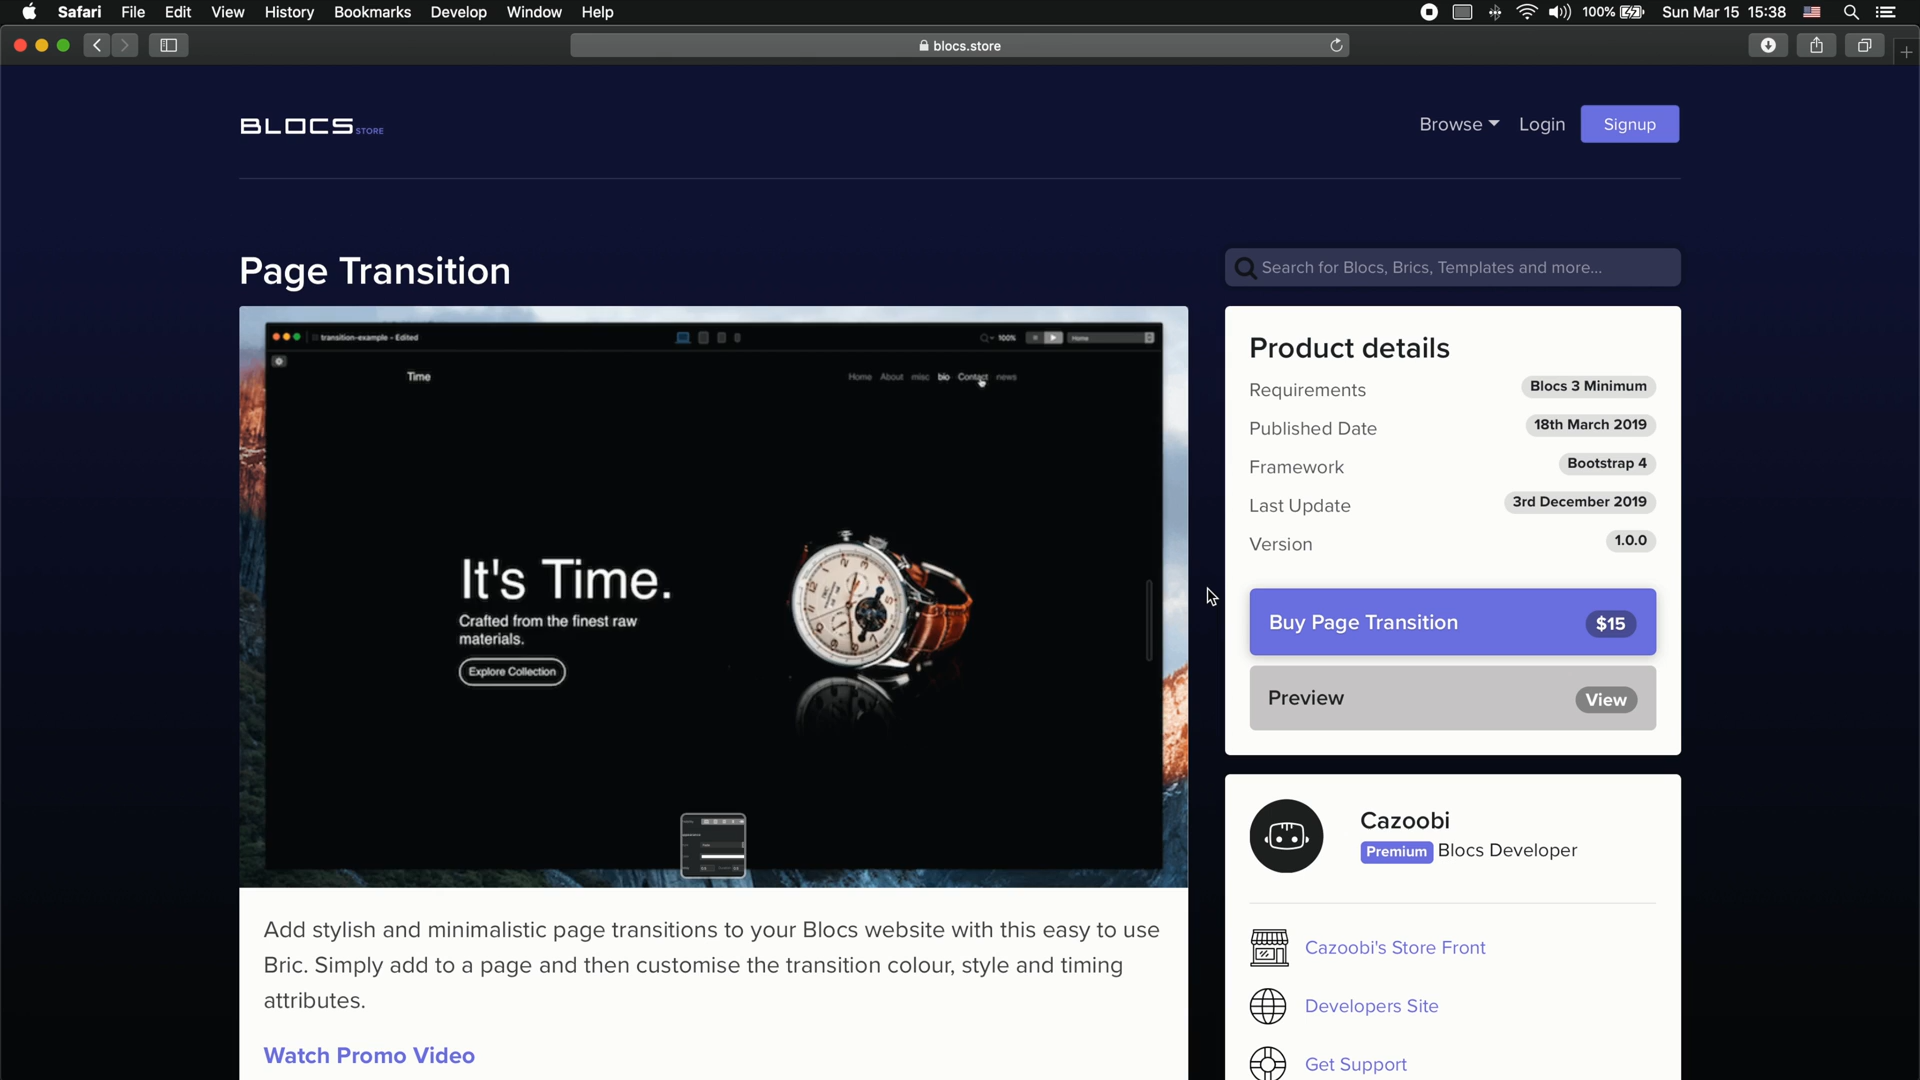 Safari File Edit View History Bookmarks Develop Window Help 100% Sun Mar 15 15:38
blocs.store
BLOCS STORE
Browse Login Signup
Page Transition
Search for Blocs, Brics, Templates and more...
transition-example - Edited 100% Home
Time Home About misc bio Contact news
It's Time.
Crafted from the finest raw
materials.
Explore Collection
Product details
Requirements Blocs 3 Minimum
Published Date 18th March 2019
Framework Bootstrap 4
Last Update 3rd December 2019
Version 1.0.0
Buy Page Transition $15
Preview View
Cazoobi
Premium Blocs Developer
Cazoobi's Store Front
Developers Site
Get Support
Add stylish and minimalistic page transitions to your Blocs website with this easy to use
Bric. Simply add to a page and then customise the transition colour, style and timing
attributes.
Watch Promo Video